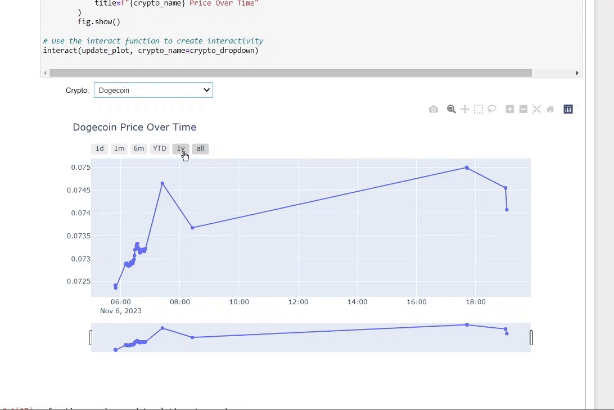 title=f"{crypto_name} Price Over Time"
)
fig.show()
# Use the interact function to create interactivity
interact(update_plot, crypto_name=crypto_dropdown)
Crypto: Dogecoin
Dogecoin Price Over Time
1d 1m 6m YTD 1y all
0.075
0.0745
0.074
0.0735
0.073
0.0725
06:00 08:00 10:00 12:00 14:00 16:00 18:00
Nov 6, 2023